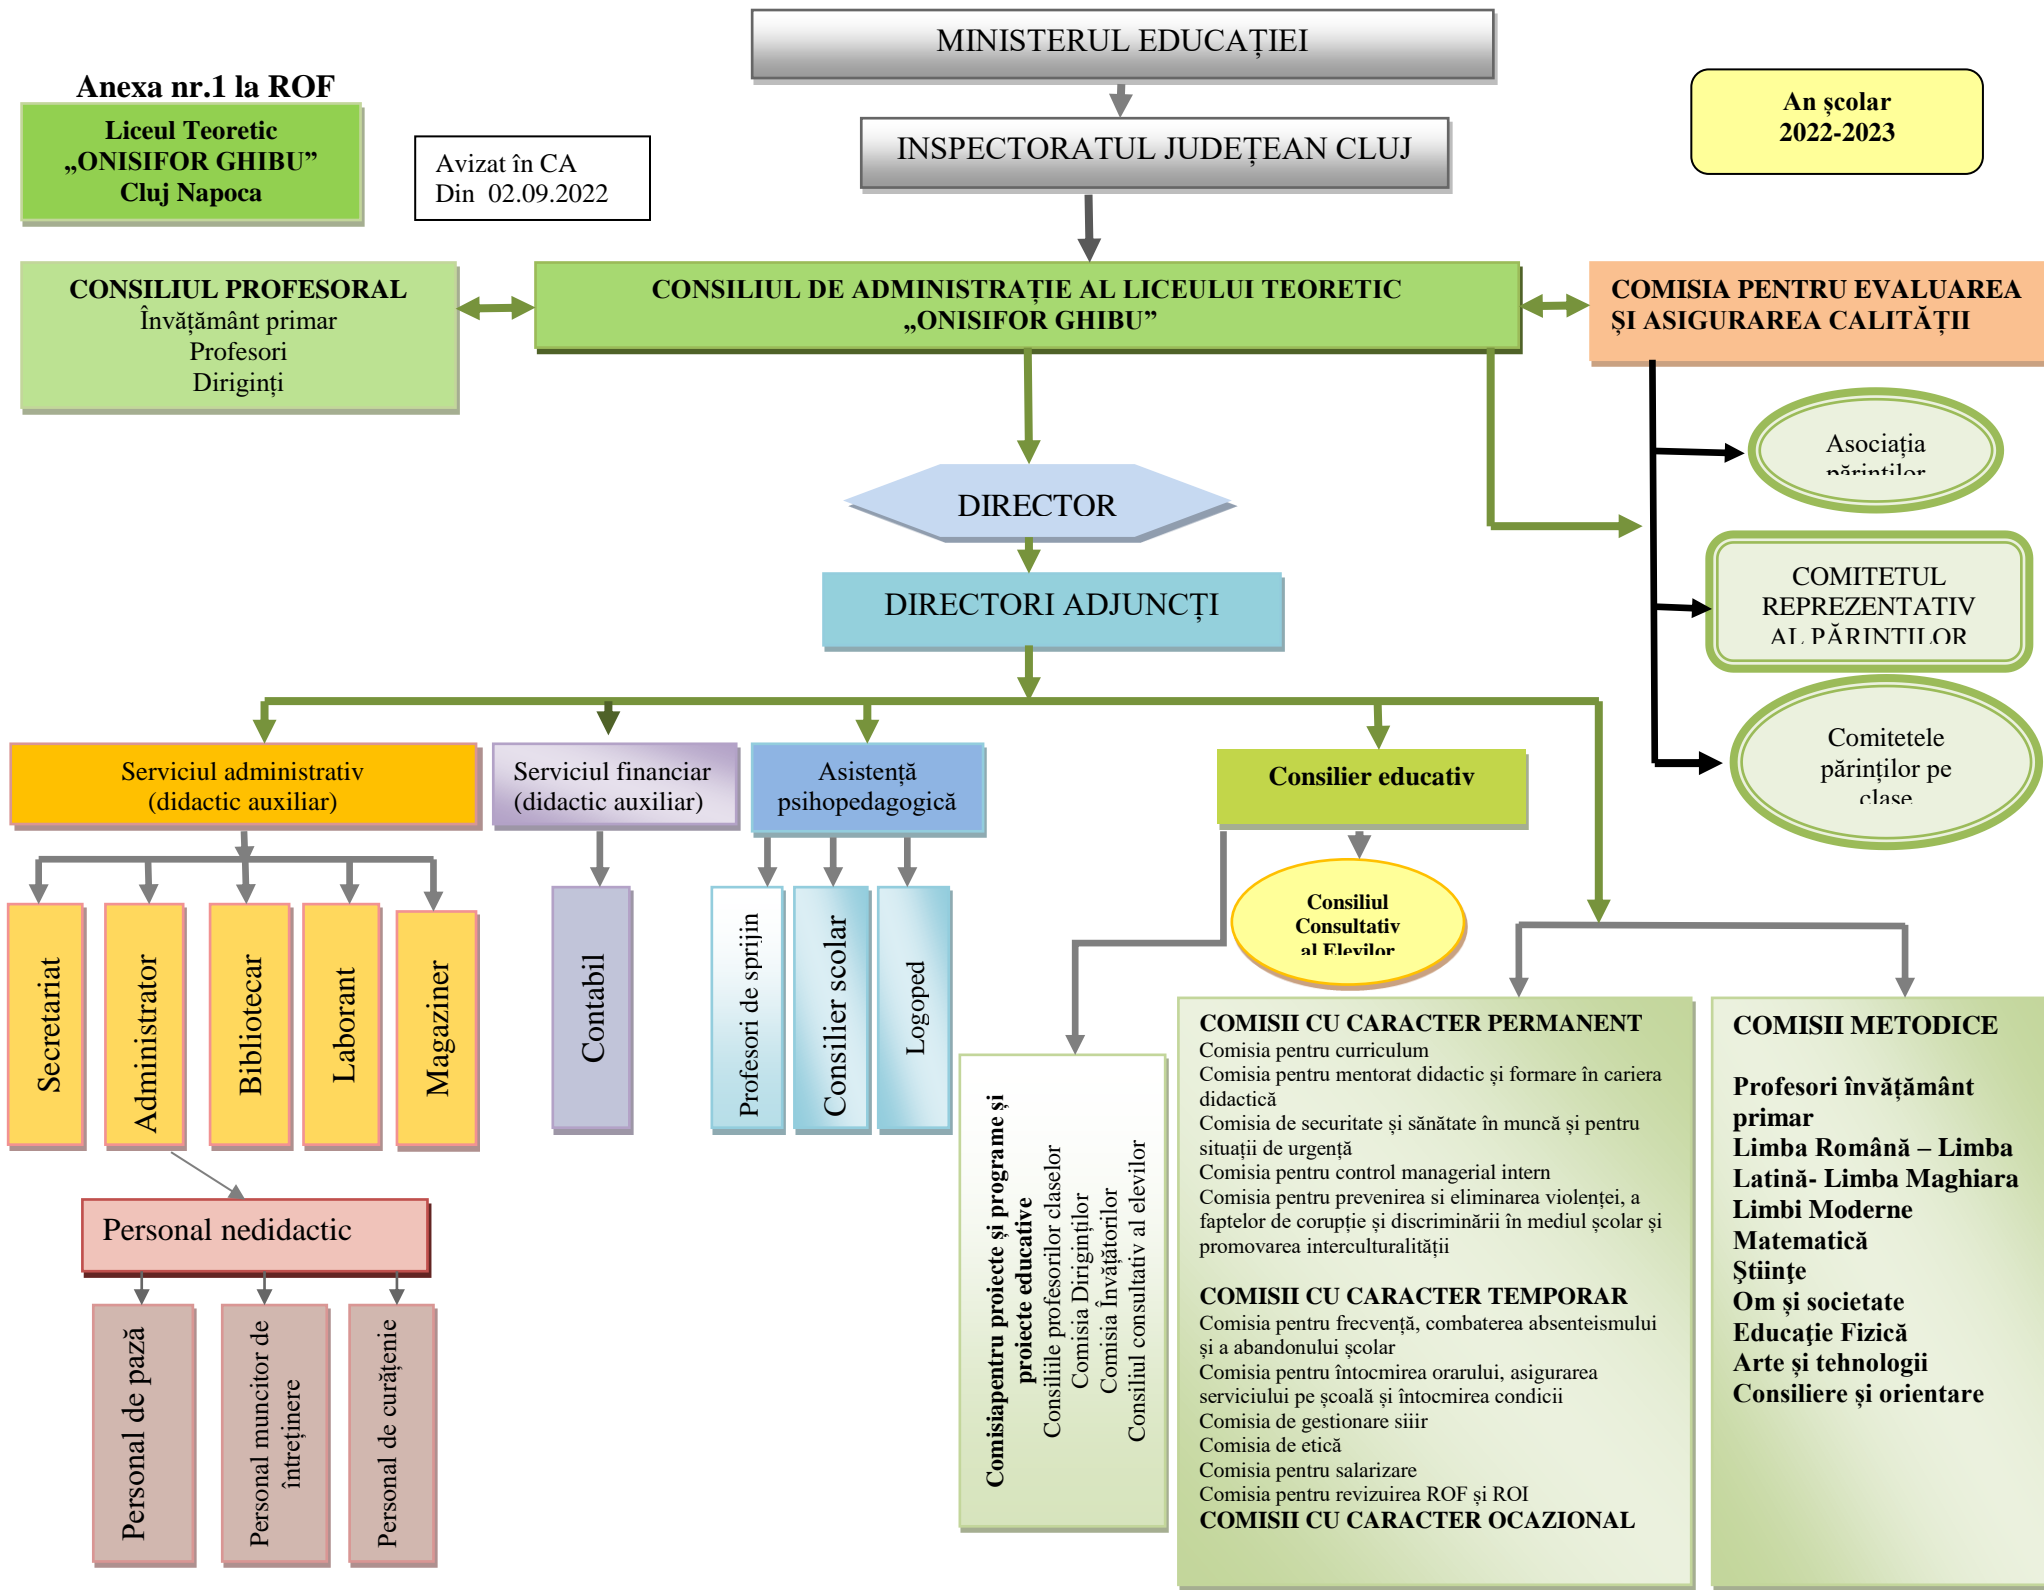 MINISTERUL EDUCAȚIEI
Anexa nr.1 la ROF
Liceul Teoretic
„ONISIFOR GHIBU”
Cluj Napoca
Avizat în CA
Din 02.09.2022
INSPECTORATUL JUDEȚEAN CLUJ
An școlar
2022-2023
CONSILIUL PROFESORAL
Învățământ primar
Profesori
Diriginți
CONSILIUL DE ADMINISTRAȚIE AL LICEULUI TEORETIC
„ONISIFOR GHIBU”
COMISIA PENTRU EVALUAREA
ȘI ASIGURAREA CALITĂȚII
Asociația
părinților
DIRECTOR
COMITETUL
REPREZENTATIV
AL PĂRINȚILOR
DIRECTORI ADJUNCȚI
Comitetele
părinților pe
clase
Serviciul administrativ
(didactic auxiliar)
Serviciul financiar
(didactic auxiliar)
Asistență
psihopedagogică
Consilier educativ
Consiliul
Consultativ
al Elevilor
Secretariat
Administrator
Bibliotecar
Laborant
Magaziner
Contabil
Profesori de sprijin
Consilier scolar
Logoped
Personal nedidactic
Personal de pază
Personal muncitor de
întreținere
Personal de curățenie
Comisiapentru proiecte și programe și
proiecte educative
Consiliile profesorilor claselor
Comisia Diriginților
Comisia Învățătorilor
Consiliul consultativ al elevilor
COMISII CU CARACTER PERMANENT
Comisia pentru curriculum
Comisia pentru mentorat didactic și formare în cariera
didactică
Comisia de securitate și sănătate în muncă și pentru
situații de urgență
Comisia pentru control managerial intern
Comisia pentru prevenirea si eliminarea violenței, a
faptelor de corupție și discriminării în mediul școlar și
promovarea interculturalității
COMISII CU CARACTER TEMPORAR
Comisia pentru frecvență, combaterea absenteismului
și a abandonului școlar
Comisia pentru întocmirea orarului, asigurarea
serviciului pe școală și întocmirea condicii
Comisia de gestionare siiir
Comisia de etică
Comisia pentru salarizare
Comisia pentru revizuirea ROF și ROI
COMISII CU CARACTER OCAZIONAL
COMISII METODICE
Profesori învățământ
primar
Limba Română – Limba
Latină- Limba Maghiara
Limbi Moderne
Matematică
Ştiinţe
Om și societate
Educaţie Fizică
Arte și tehnologii
Consiliere și orientare